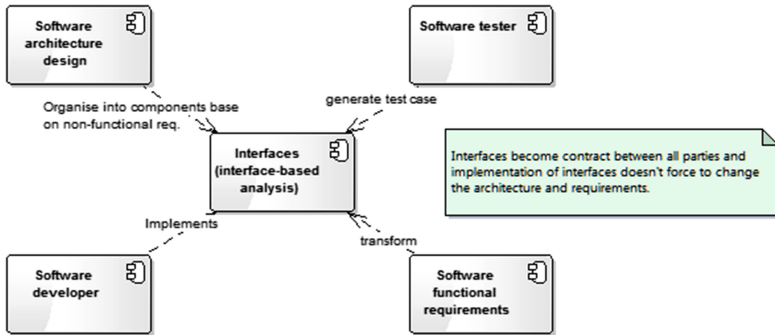 Software
architecture
design
Software tester
Organise into components base
on non-functional req.
generate test case
Interfaces
(interface-based
analysis)
Interfaces become contract between all parties and
implementation of interfaces doesn't force to change
the architecture and requirements.
Implements
transform
Software
developer
Software
functional
requirements